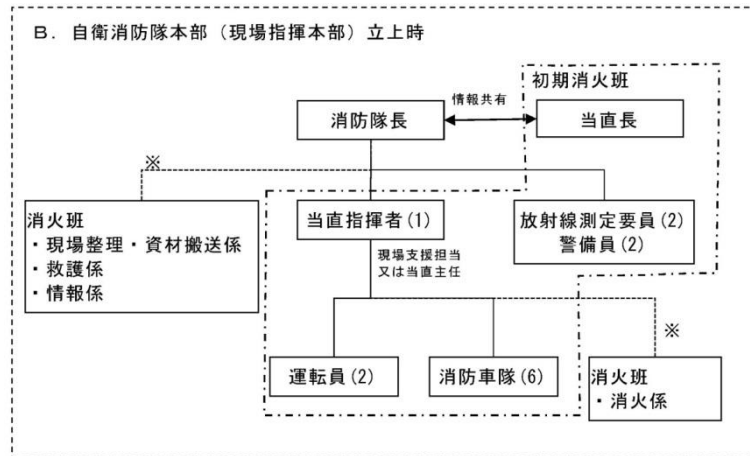 B．自衛消防隊本部（現場指揮本部）立上時
初期消火班
情報共有
消防隊長
当直長
※
消火班
・現場整理・資材搬送係
・救護係
・情報係
当直指揮者(1)
放射線測定要員(2)
警備員(2)
現場支援担当
又は当直主任
※
運転員(2)
消防車隊(6)
消火班
・消火係